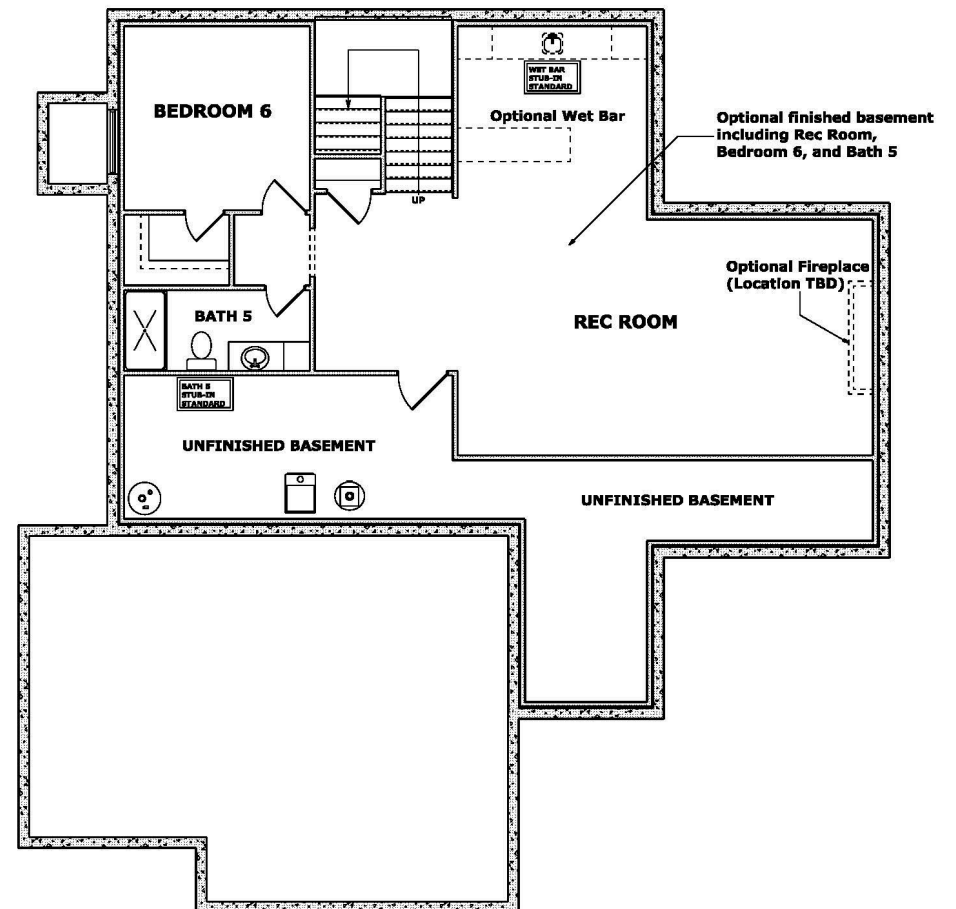 BEDROOM 6
WET BAR
STUB-IN
STANDARD
Optional Wet Bar
Optional finished basement
including Rec Room,
Bedroom 6, and Bath 5
UP
Optional Fireplace
(Location TBD)
BATH 5
REC ROOM
BATH 5
STUB-IN
STANDARD
UNFINISHED BASEMENT
UNFINISHED BASEMENT